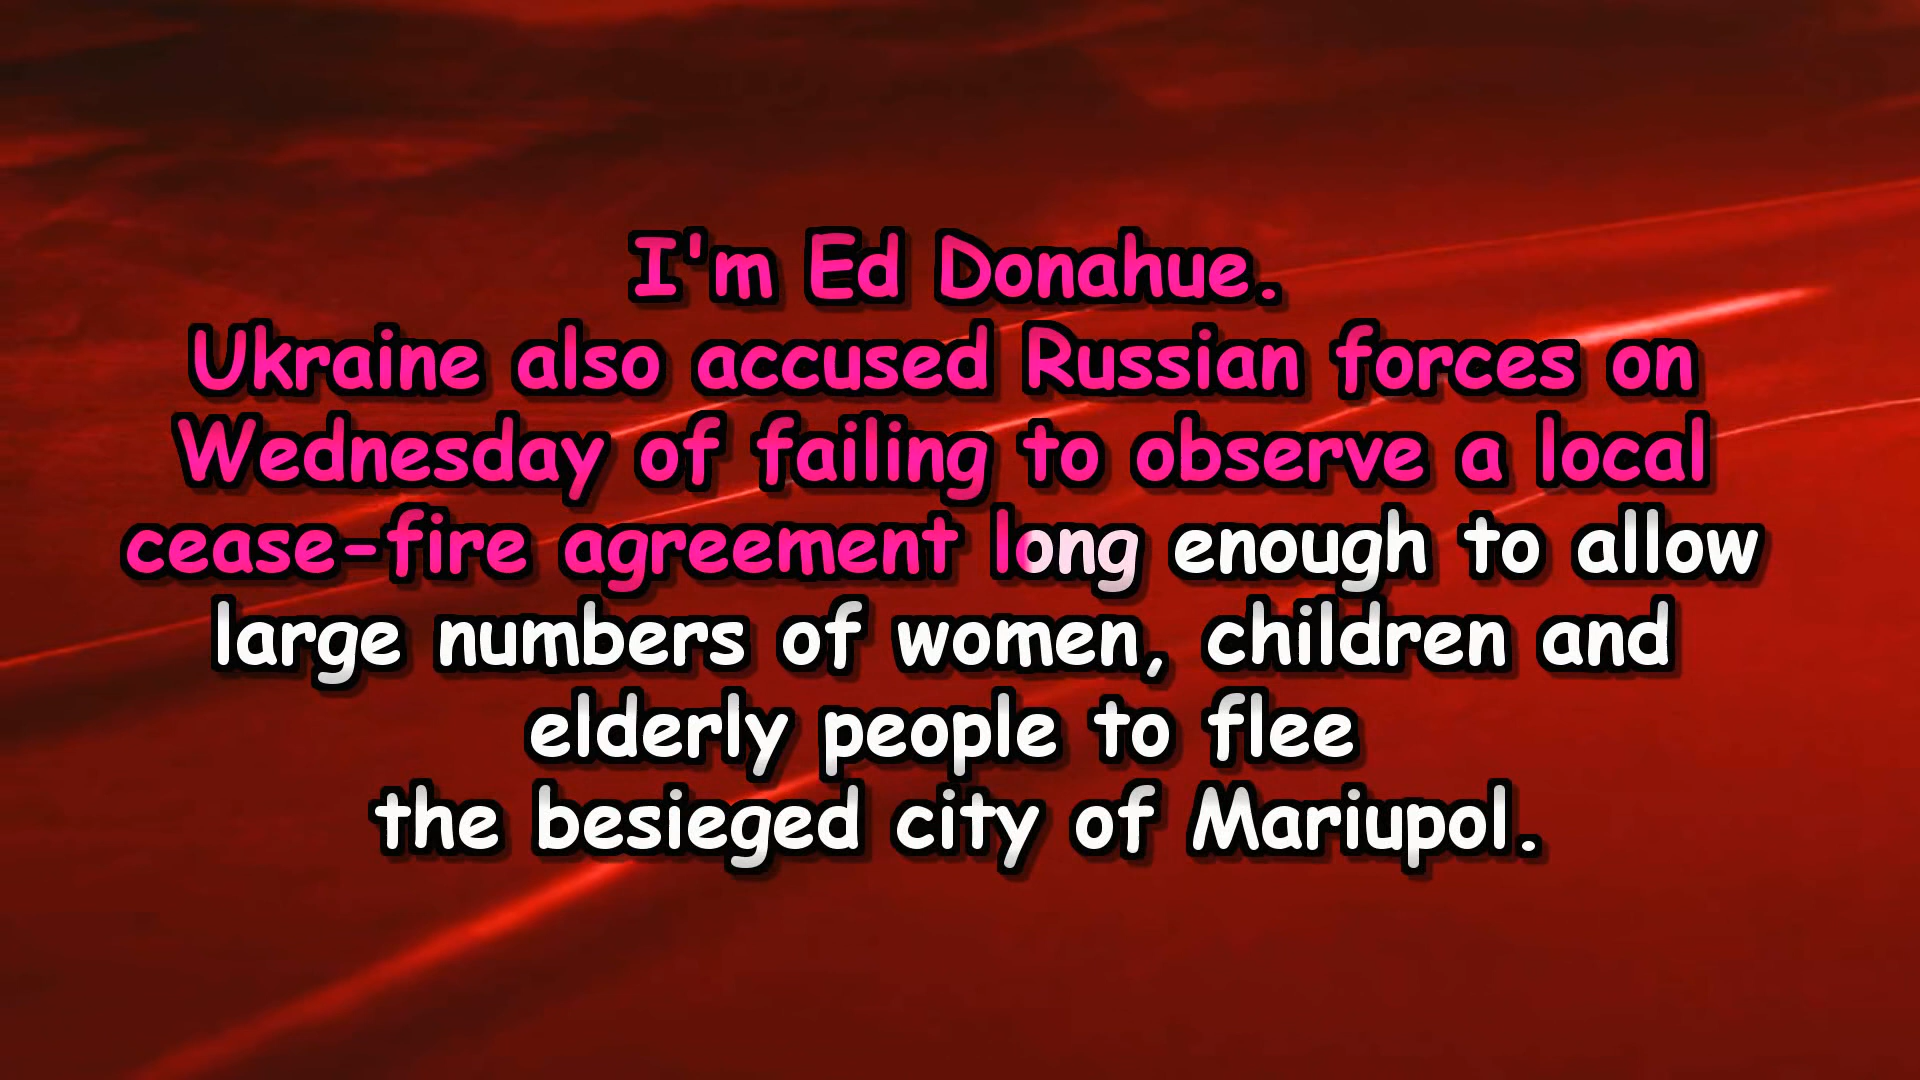 I'm Ed Donahue.
Ukraine also accused Russian forces on
Wednesday of failing to observe a local
cease-fire agreement long enough to allow
large numbers of women, children and
elderly people to flee
the besieged city of Mariupol.